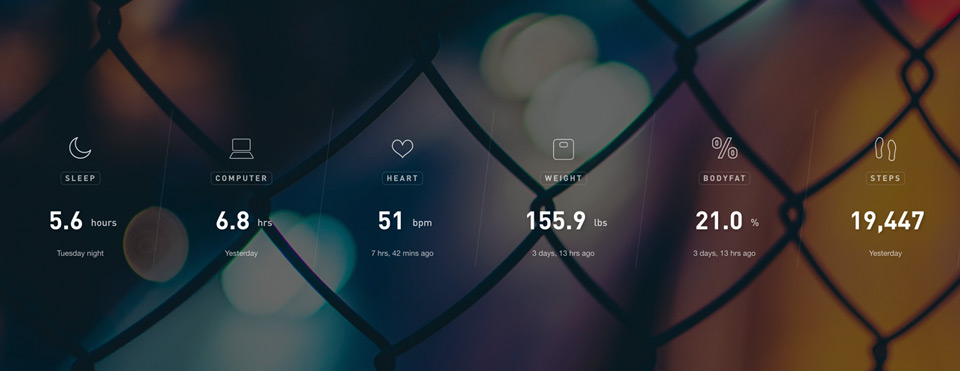 SLEEP
5.6 hours
Tuesday night
COMPUTER
6.8 hrs
Yesterday
HEART
51 bpm
7 hrs, 42 mins ago
WEIGHT
155.9 lbs
3 days, 13 hrs ago
%
BODYFAT
21.0 %
3 days, 13 hrs ago
STEPS
19,447
Yesterday